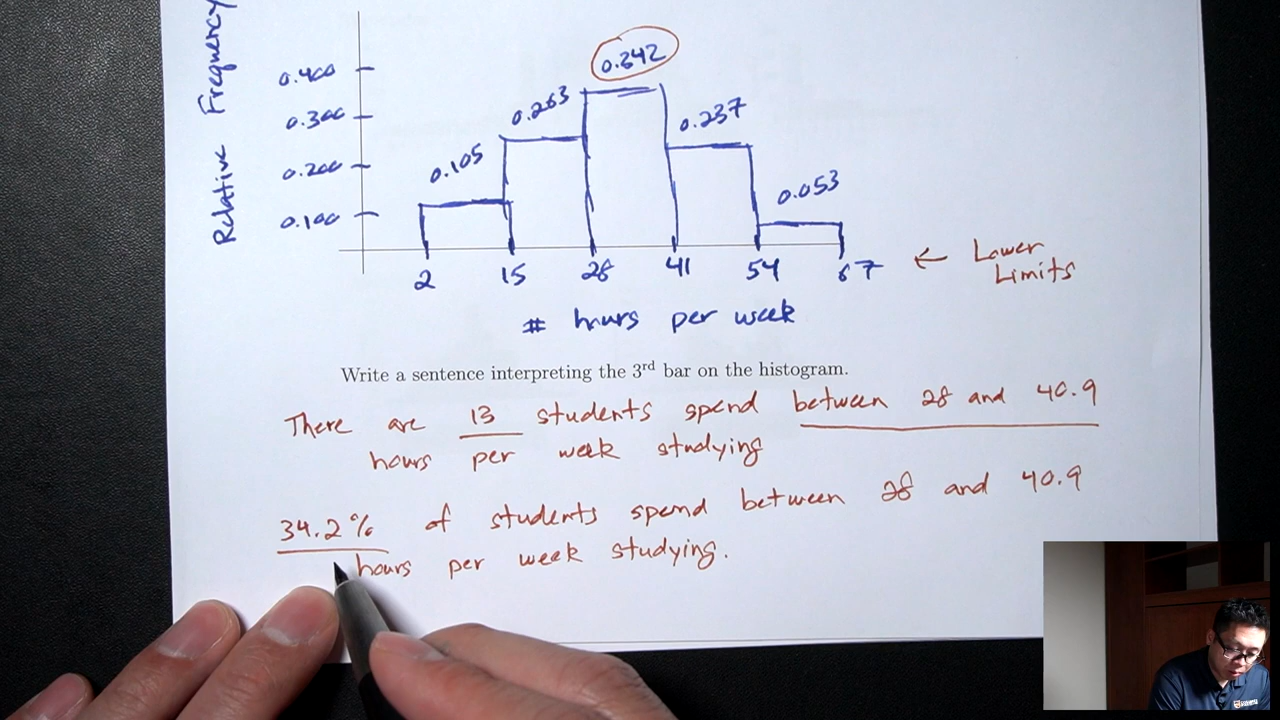 Relative Frequency
0.400
0.300
0.200
0.100
0.105
0.263
0.342
0.237
0.053
2 15 28 41 54 67 ← Lower
Limits
# hours per week
Write a sentence interpreting the 3rd bar on the histogram.
There are 13 students spend between 28 and 40.9
hours per week studying
34.2% of students spend between 28 and 40.9
hours per week studying.